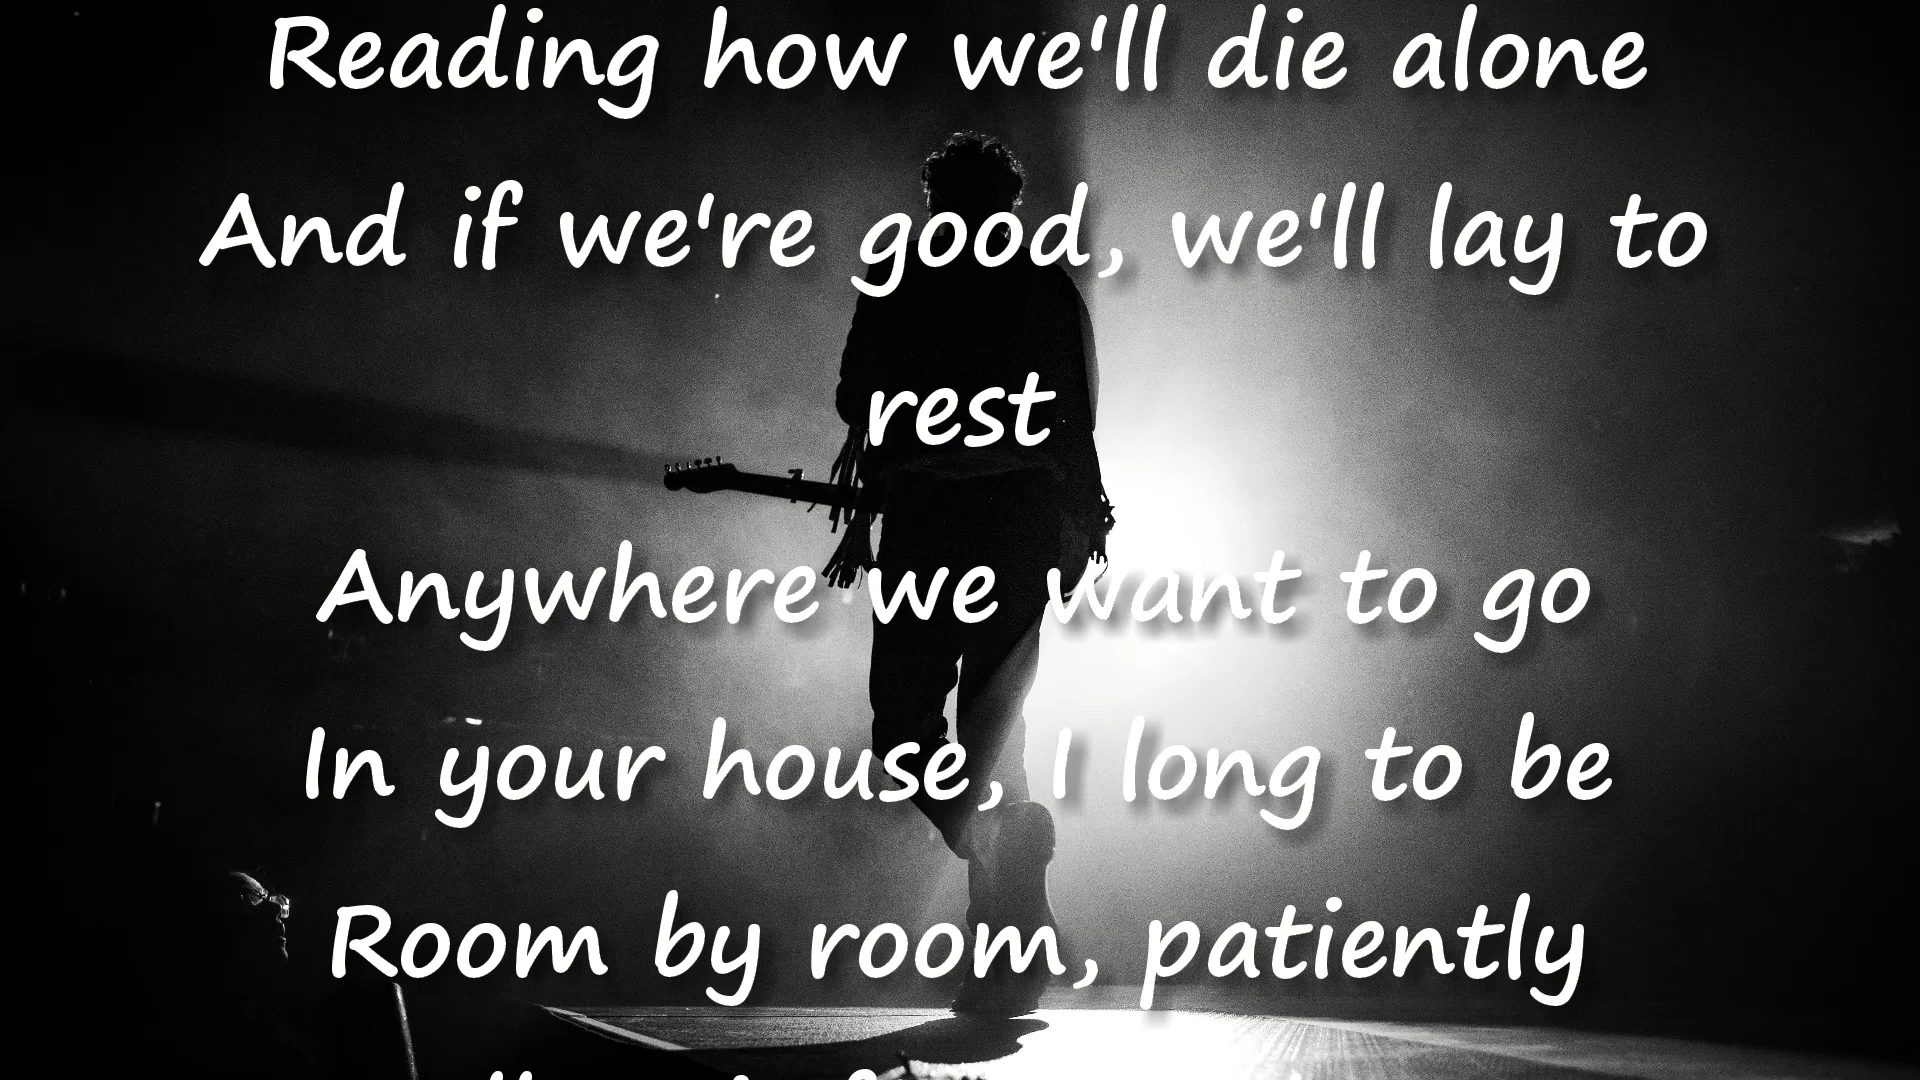 Reading how we'll die alone
And if we're good, we'll lay to
rest
Anywhere we want to go
In your house, I long to be
Room by room, patiently